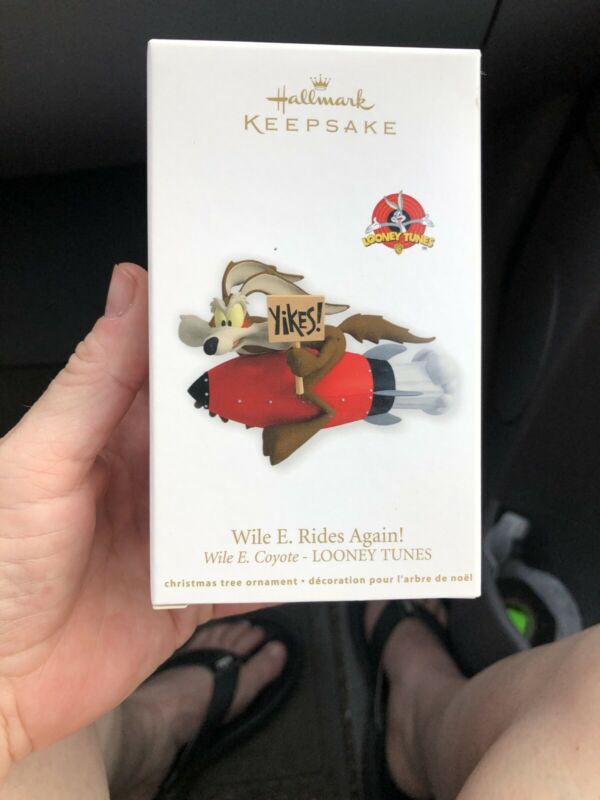 Hallmark
KEEPSAKE
LOONEY TUNES
YiKES!
Wile E. Rides Again!
Wile E. Coyote - LOONEY TUNES
christmas tree ornament • décoration pour l'arbre de noël